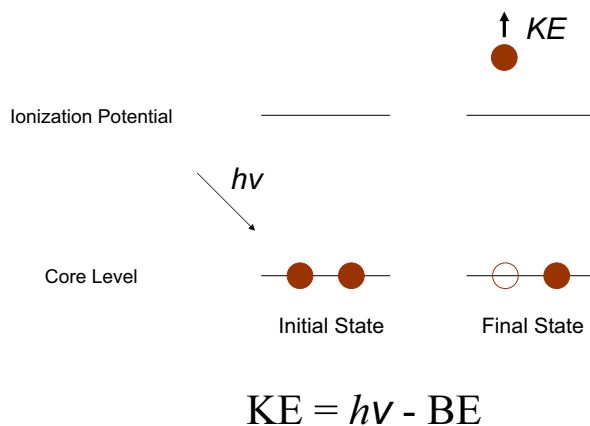 KE
Ionization Potential
hν
Core Level
Initial State Final State
KE = hν - BE